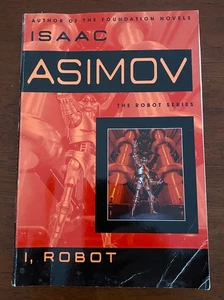 AUTHOR OF THE FOUNDATION NOVELS
ISAAC
ASIMOV
THE ROBOT SERIES
I, ROBOT